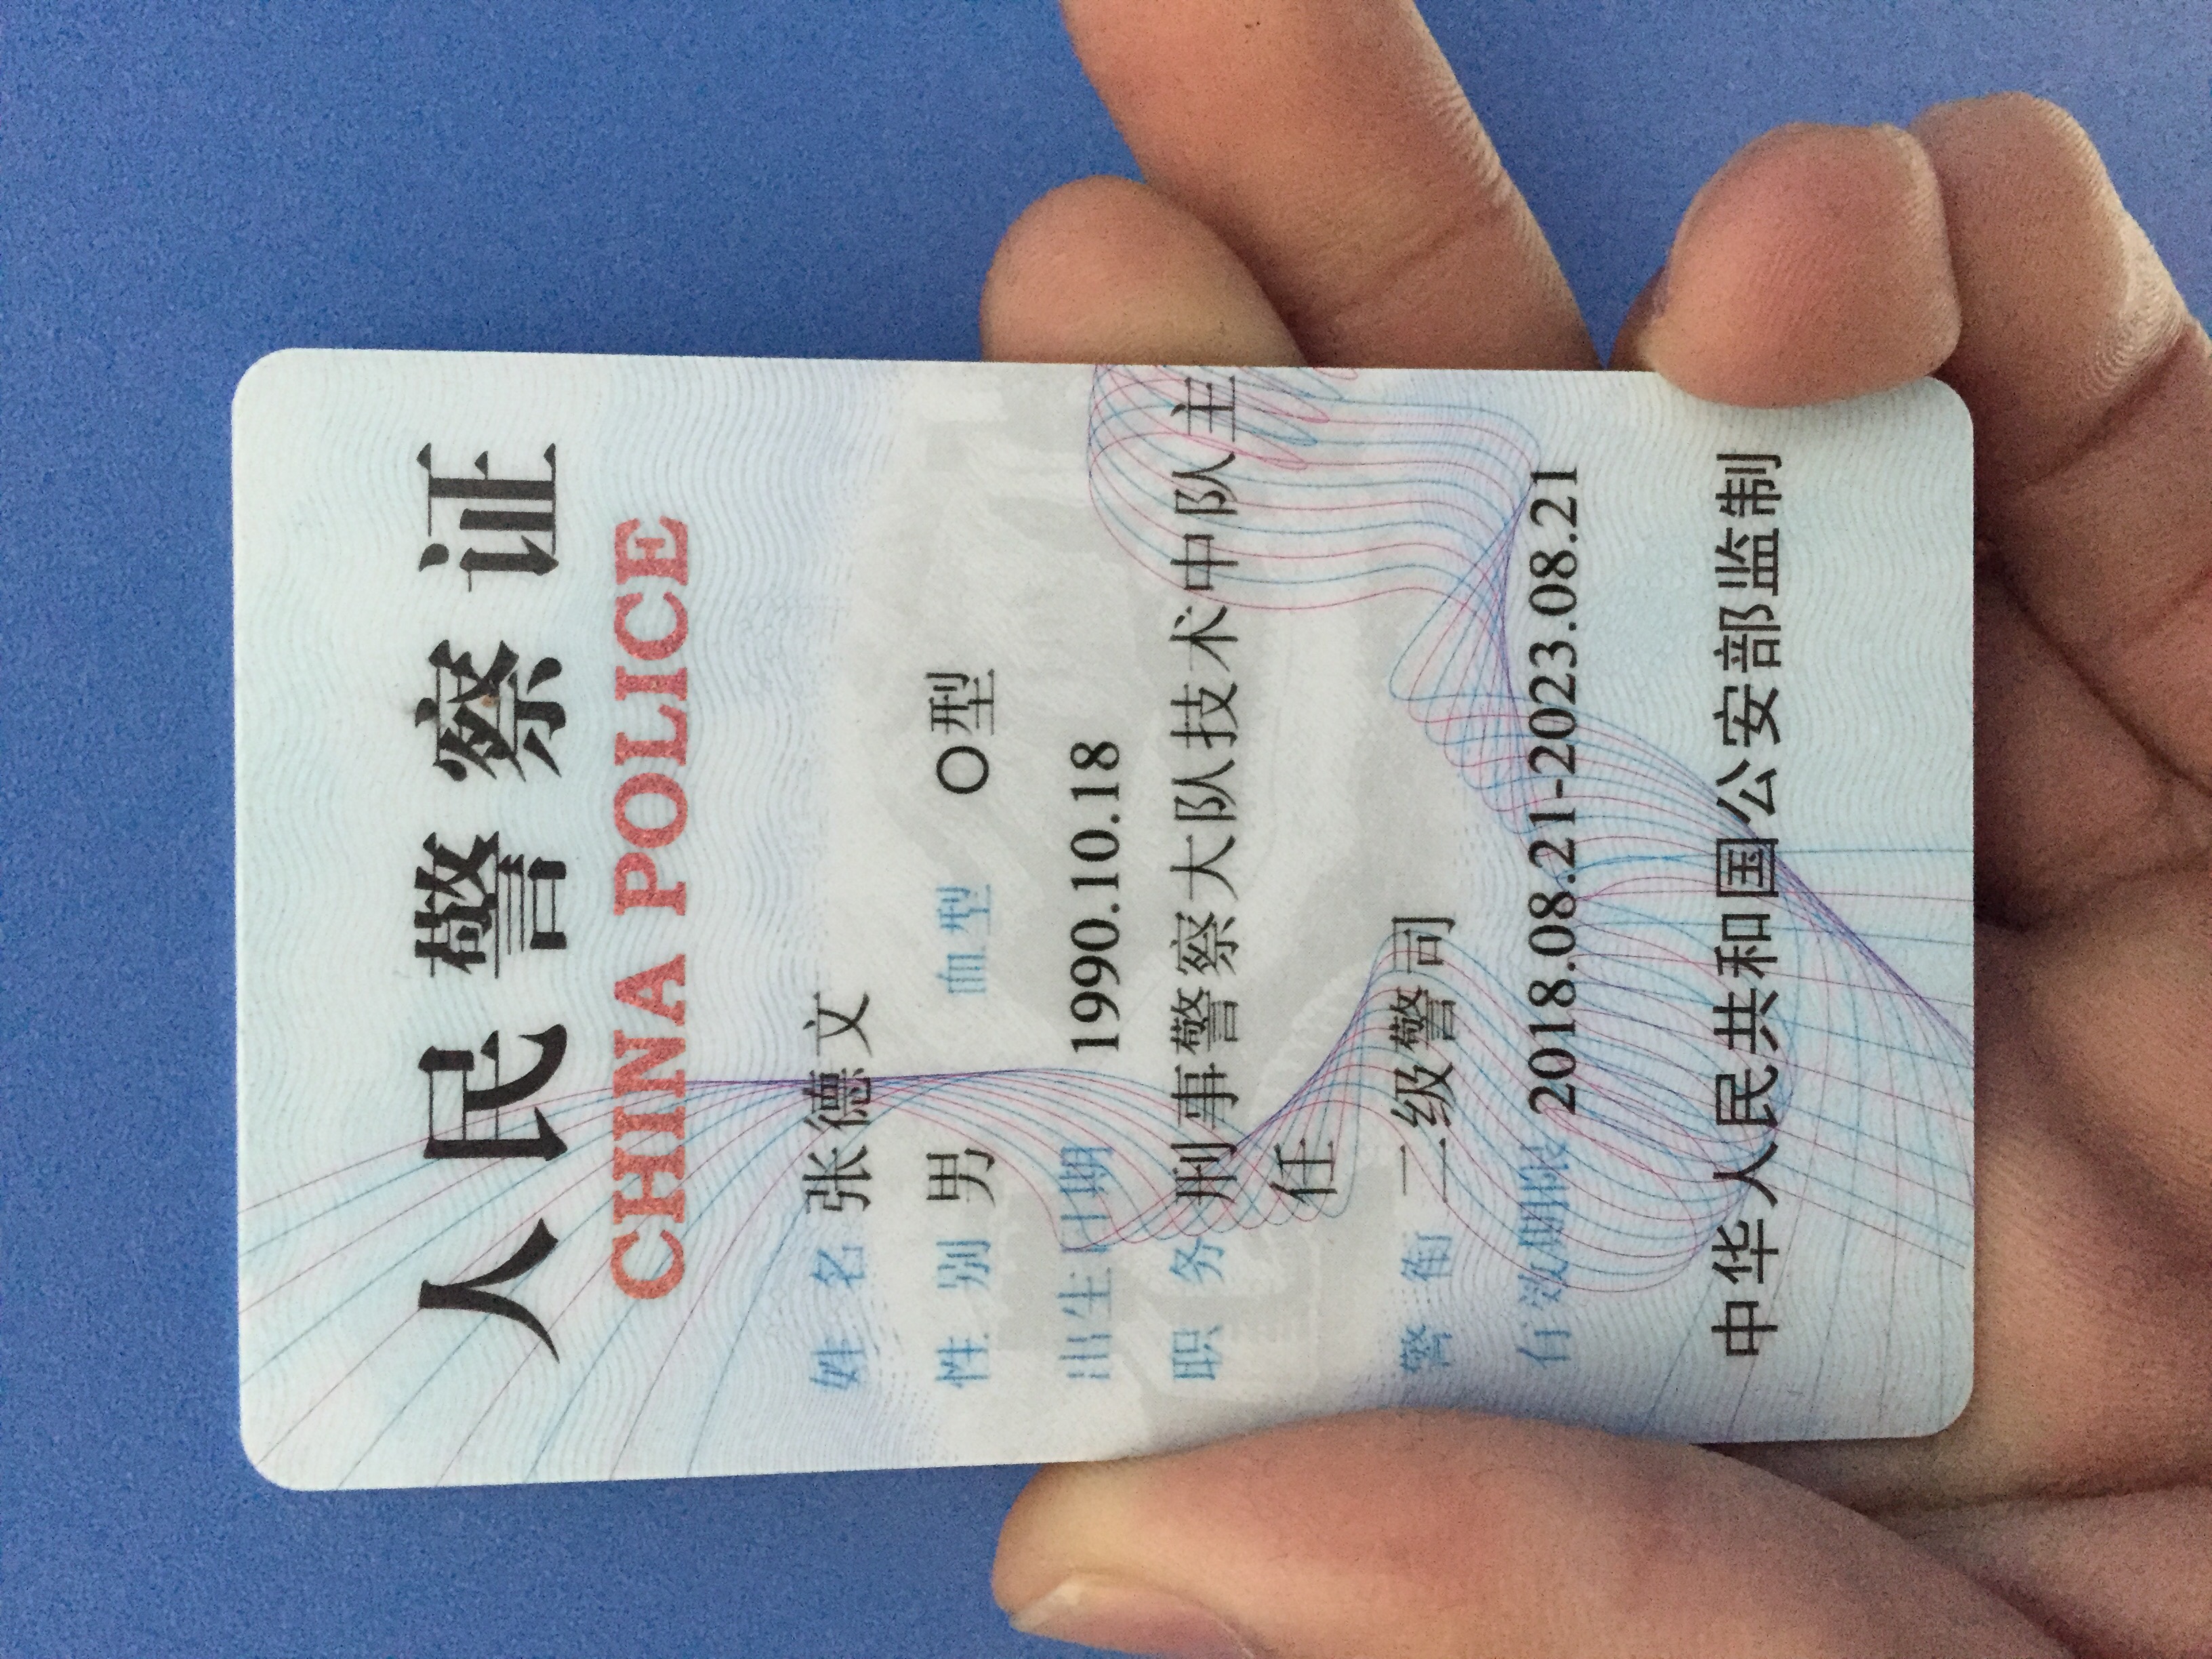 人民警察证
CHINA POLICE
姓 名 张德文
性 别 男 血型 O型
出生日期 1990.10.18
职 务 刑事警察大队技术中队主
任
警 衔 二级警司
有效期限 2018.08.21-2023.08.21
中华人民共和国公安部监制